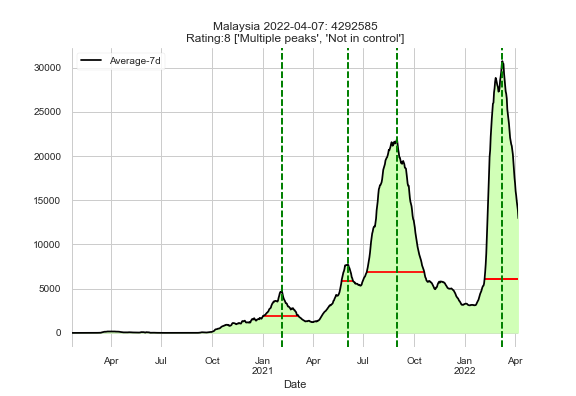 Malaysia 2022-04-07: 4292585
Rating:8 ['Multiple peaks', 'Not in control']
Average-7d
30000
25000
20000
15000
10000
5000
0
Apr Jul Oct Jan Apr Jul Oct Jan Apr
2021 2022
Date